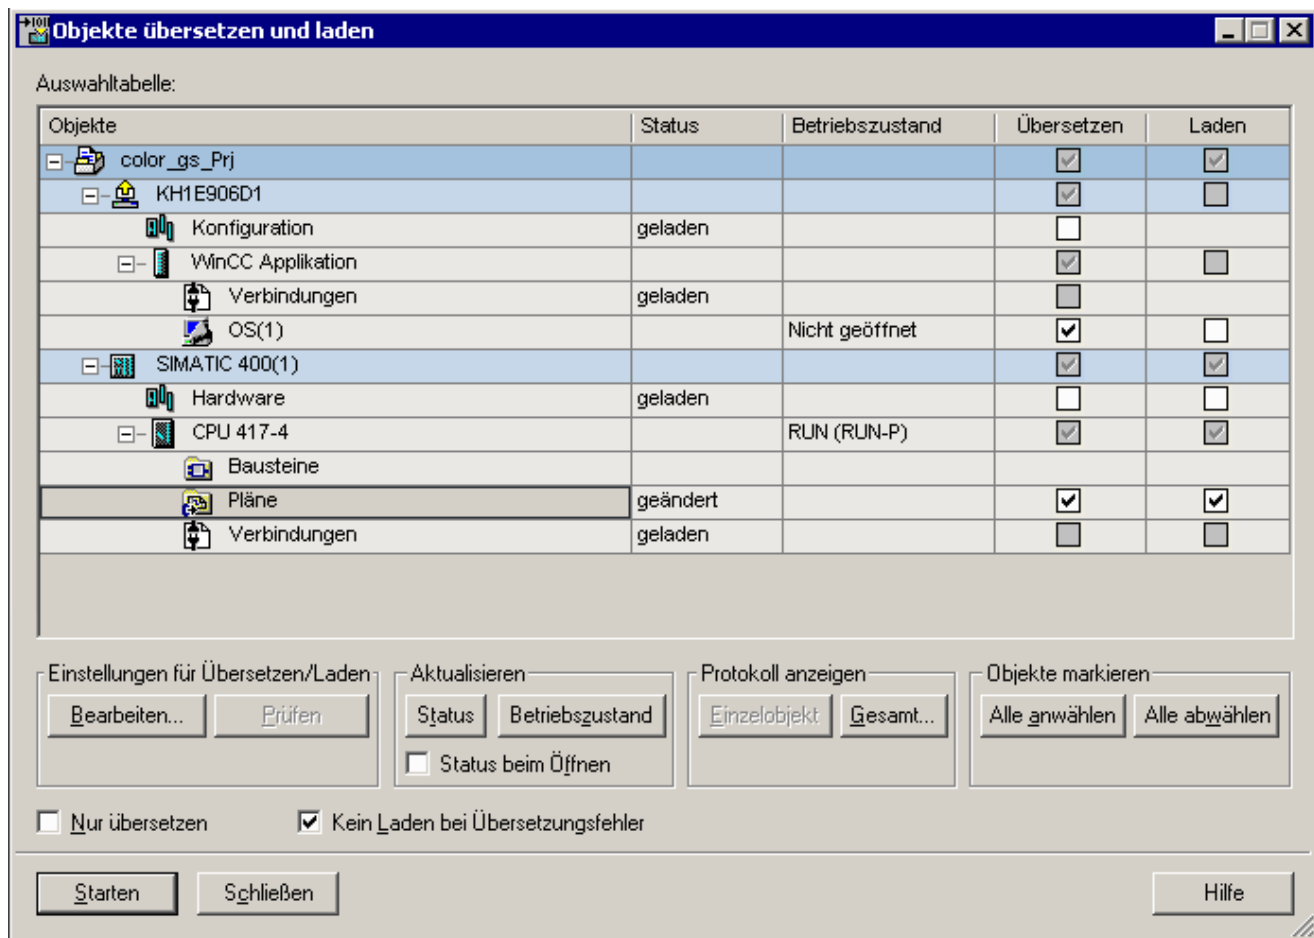 Objekte übersetzen und laden
Auswahltabelle:
Objekte Status Betriebszustand Übersetzen Laden
color_gs_Prj
KH1E906D1
Konfiguration geladen
WinCC Applikation
Verbindungen geladen
OS(1) Nicht geöffnet
SIMATIC 400(1)
Hardware geladen
CPU 417-4 RUN (RUN-P)
Bausteine
Pläne geändert
Verbindungen geladen
Einstellungen für Übersetzen/Laden Aktualisieren Protokoll anzeigen Objekte markieren
Bearbeiten... Prüfen Status Betriebszustand Einzelobjekt Gesamt... Alle anwählen Alle abwählen
Status beim Öffnen
Nur übersetzen Kein Laden bei Übersetzungsfehler
Starten Schließen Hilfe